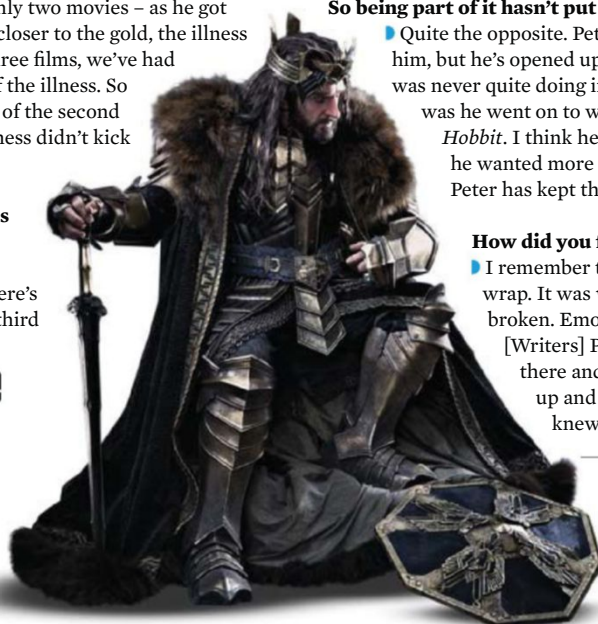 nly two movies – as he got
closer to the gold, the illness
ree films, we've had
f the illness. So
of the second
ness didn't kick
s
ere's
third
So being part of it hasn't put
Quite the opposite. Pet
him, but he's opened up
was never quite doing i
was he went on to w
Hobbit. I think he
he wanted more
Peter has kept th
How did you f
I remember t
wrap. It was
broken. Emo
[Writers] P
there and
up and
knew